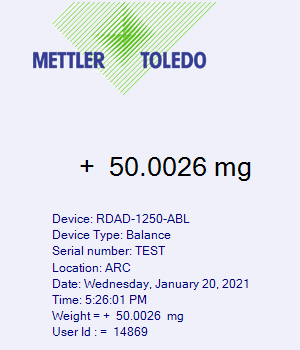 METTLER TOLEDO
+ 50.0026 mg
Device: RDAD-1250-ABL
Device Type: Balance
Serial number: TEST
Location: ARC
Date: Wednesday, January 20, 2021
Time: 5:26:01 PM
Weight = + 50.0026 mg
User Id : = 14869